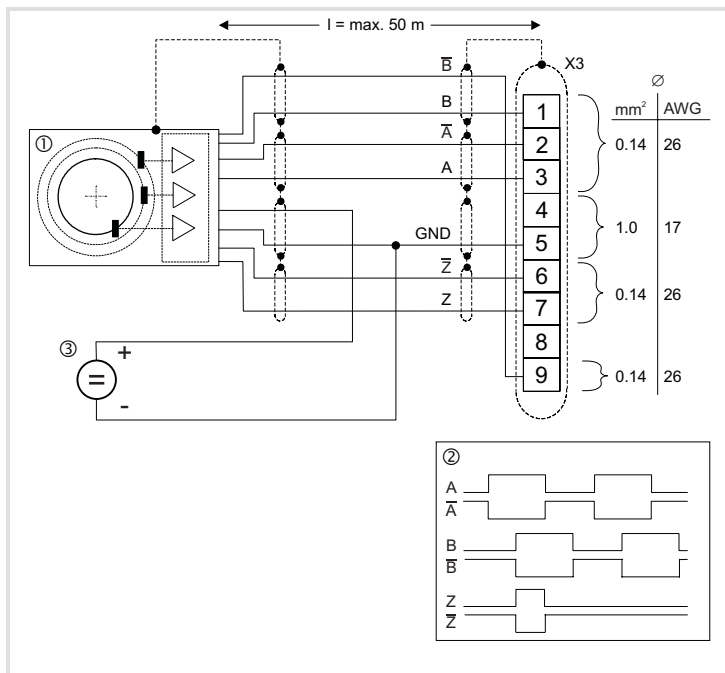 l = max. 50 m
X3
∅
mm² AWG
B̅
B
A̅
A
GND
Z̅
Z
①
1
2
3
4
5
6
7
8
9
0.14 26
1.0 17
0.14 26
0.14 26
③
+
=
-
②
A
A̅
B
B̅
Z
Z̅